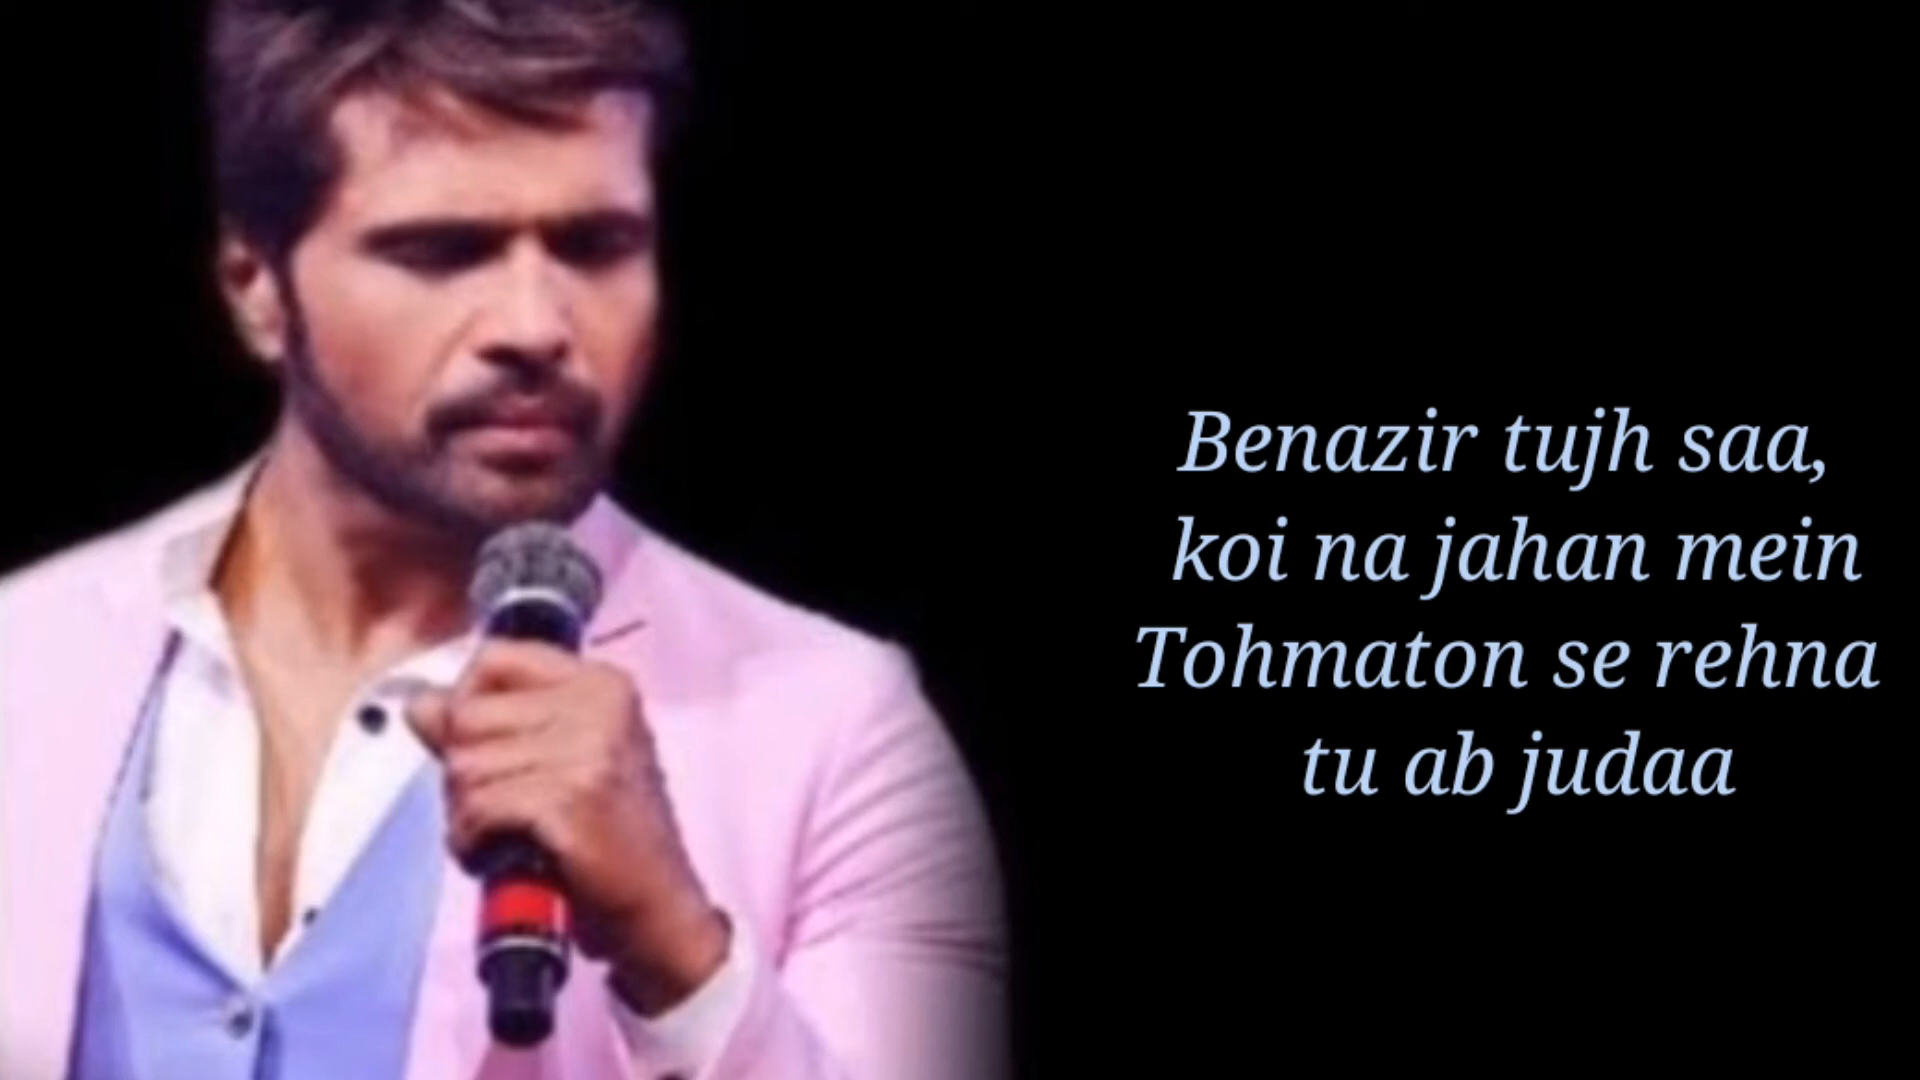 Benazir tujh saa,
koi na jahan mein
Tohmaton se rehna
tu ab judaa